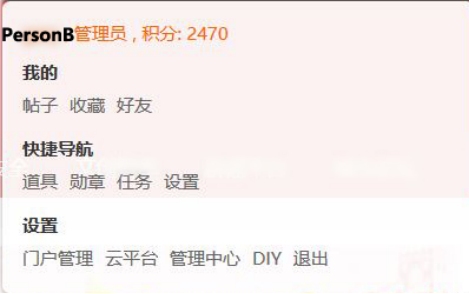 PersonB管理员 , 积分: 2470
我的
帖子 收藏 好友
快捷导航
道具 勋章 任务 设置
设置
门户管理 云平台 管理中心 DIY 退出